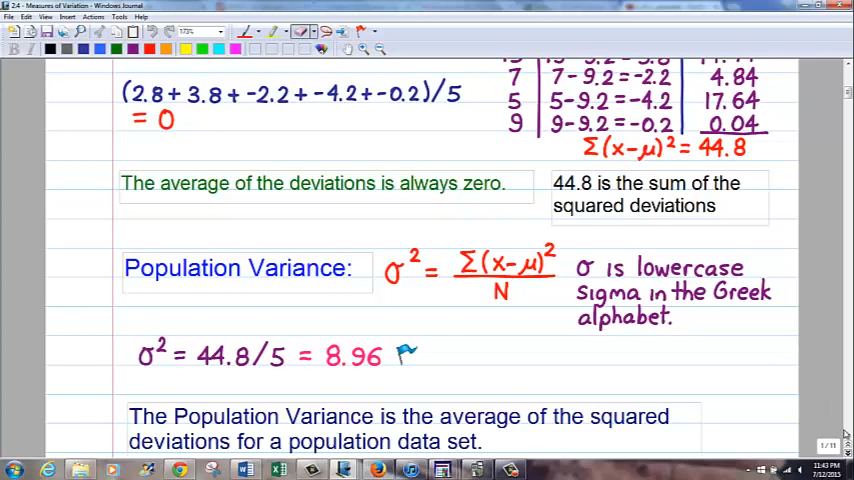 2.4 - Measures of Variation - Windows Journal
File Edit View Insert Actions Tools Help
173%
B I
(2.8+3.8+-2.2+-4.2+-0.2)/5
= 0
7 7-9.2=-2.2 4.84
5 5-9.2=-4.2 17.64
9 9-9.2=-0.2 0.04
Σ(x-μ)²=44.8
The average of the deviations is always zero.
44.8 is the sum of the
squared deviations
Population Variance:
σ² = Σ(x-μ)²
N
σ is lowercase
sigma in the Greek
alphabet.
σ² = 44.8/5 = 8.96
The Population Variance is the average of the squared
deviations for a population data set.
1/11
11:43 PM
7/12/2015